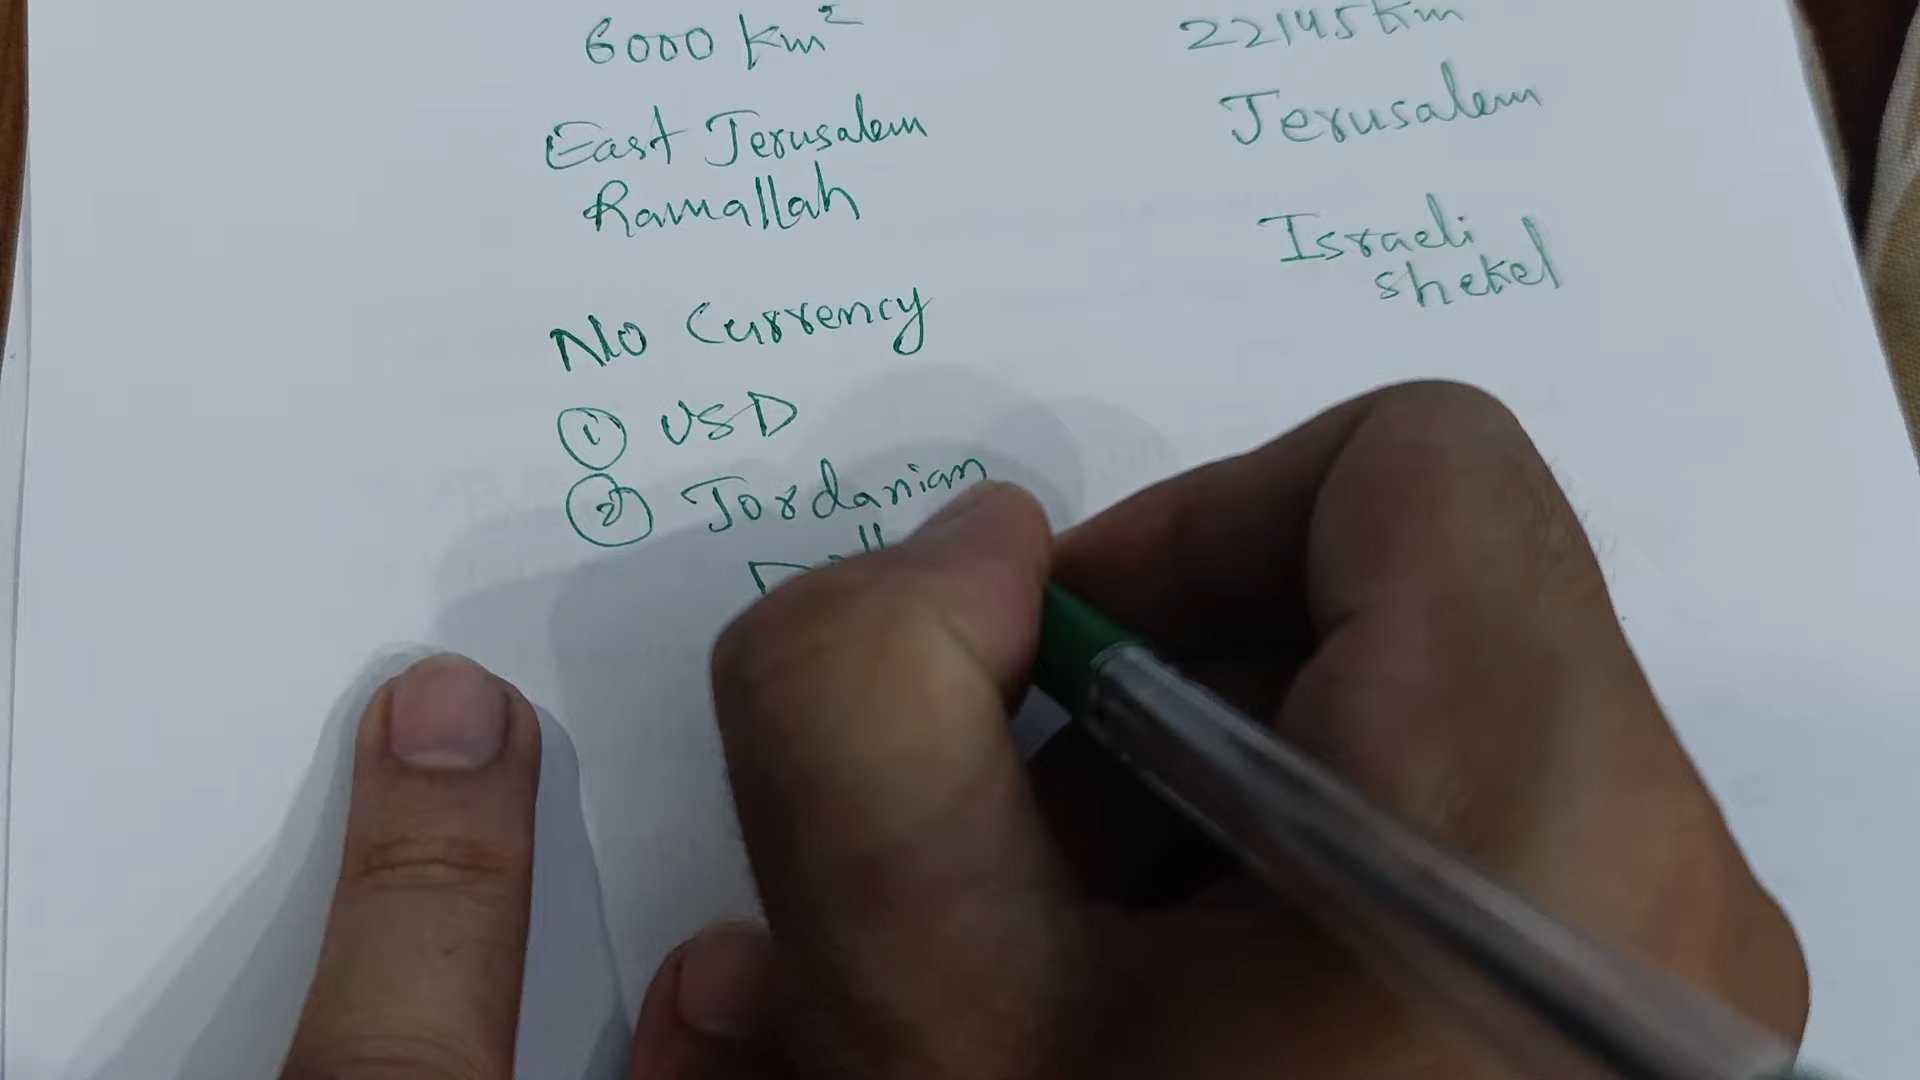 6000 Km²
22145 Km
East Jerusalem
Jerusalem
Ramallah
Israeli
shekel
No Currency
① USD
② Jordanian